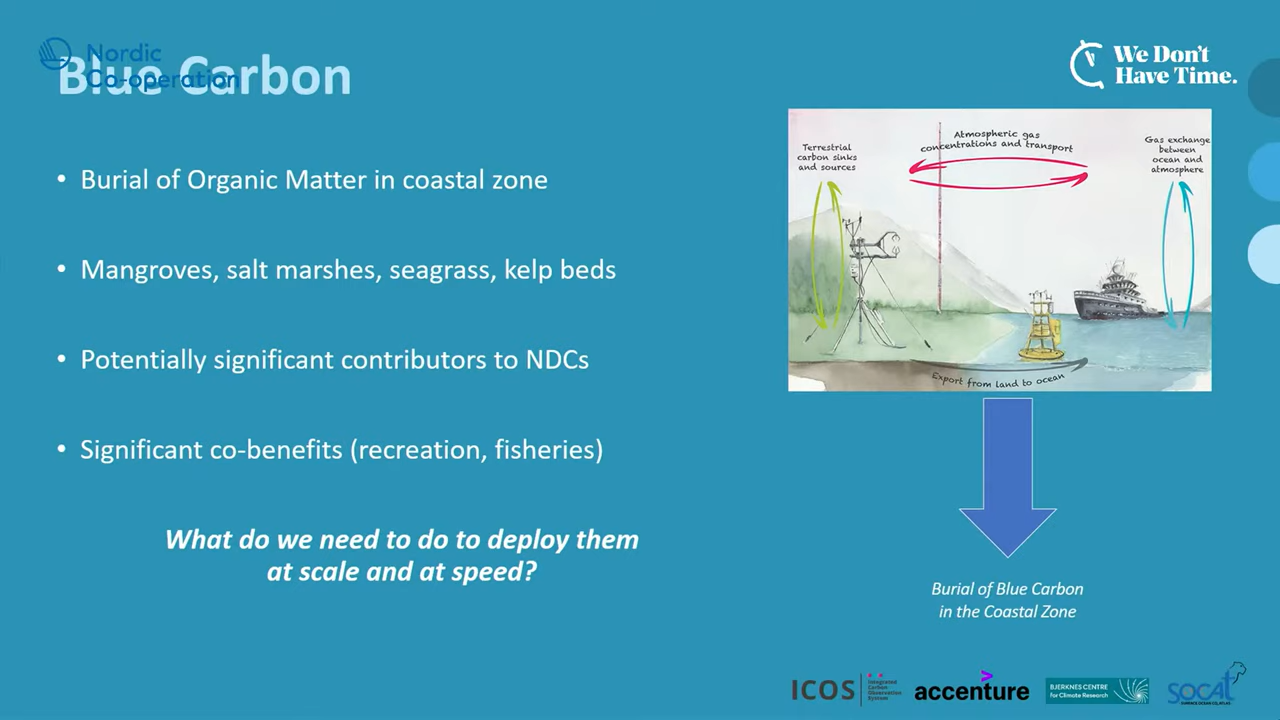 Nordic
Co-operation
Blue Carbon
We Don't
Have Time.
• Burial of Organic Matter in coastal zone
• Mangroves, salt marshes, seagrass, kelp beds
• Potentially significant contributors to NDCs
• Significant co-benefits (recreation, fisheries)
What do we need to do to deploy them
at scale and at speed?
Terrestrial
carbon sinks
and sources
Atmospheric gas
concentrations and transport
Gas exchange
between
ocean and
atmosphere
Export from land to ocean
Burial of Blue Carbon
in the Coastal Zone
ICOS
Integrated
Carbon
Observation
System
accenture
BJERKNES CENTRE
for Climate Research
SOCAT
SURFACE OCEAN CO₂ ATLAS